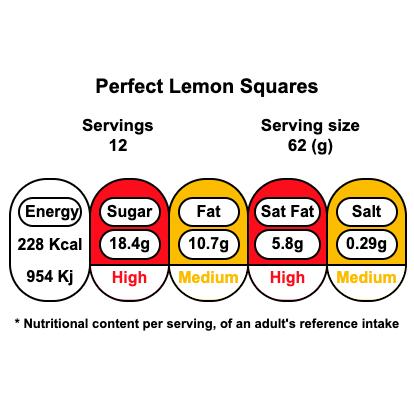 Perfect Lemon Squares
Servings
12
Serving size
62 (g)
Energy
228 Kcal
954 Kj
Sugar
18.4g
High
Fat
10.7g
Medium
Sat Fat
5.8g
High
Salt
0.29g
Medium
* Nutritional content per serving, of an adult's reference intake